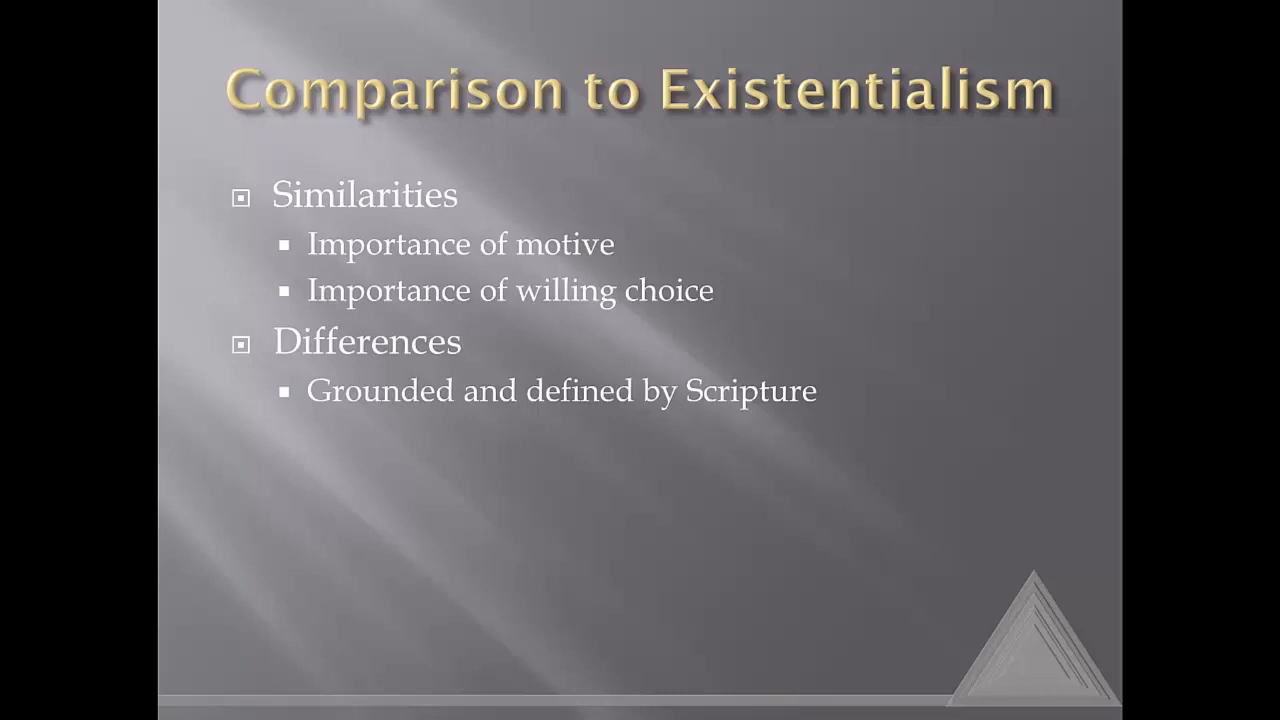 Comparison to Existentialism
Similarities
Importance of motive
Importance of willing choice
Differences
Grounded and defined by Scripture